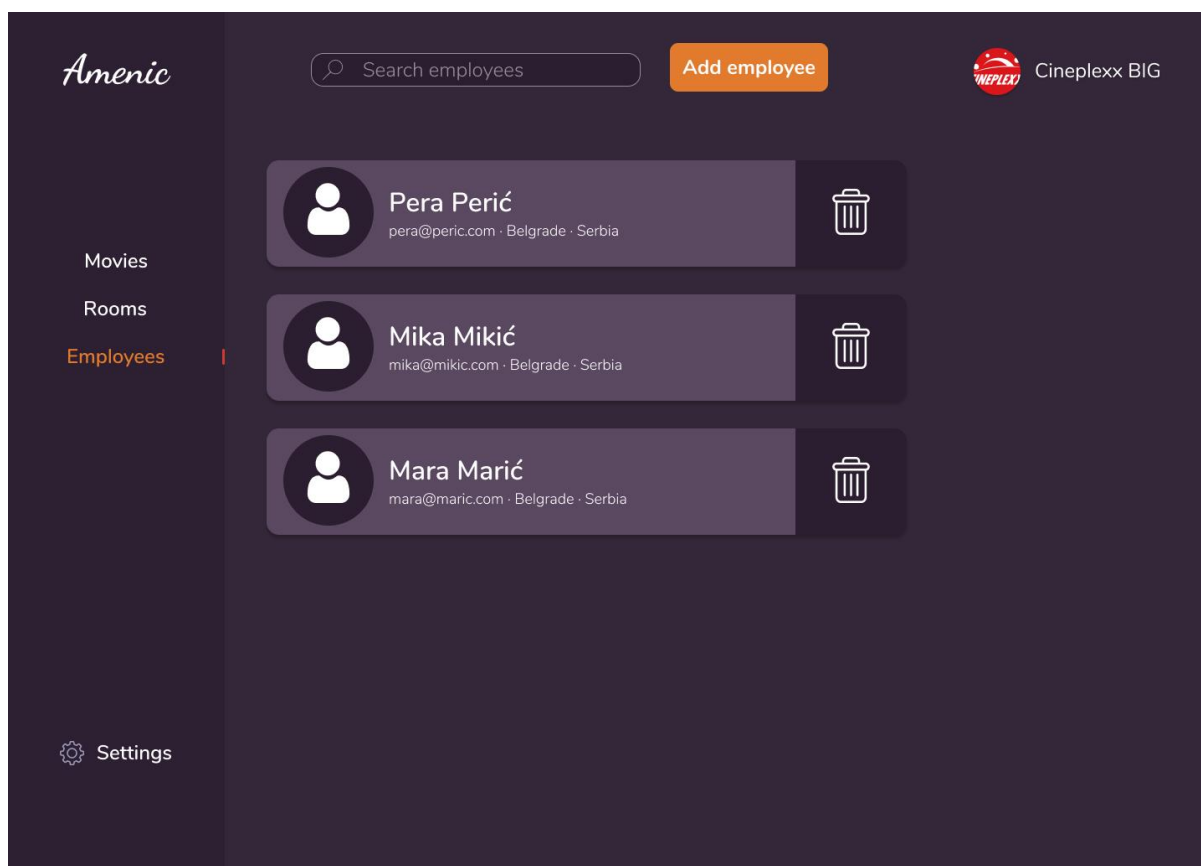 Amenic
Search employees
Add employee
INEPLEX
Cineplexx BIG
Movies
Rooms
Employees
Settings
Pera Perić
pera@peric.com · Belgrade · Serbia
Mika Mikić
mika@mikic.com · Belgrade · Serbia
Mara Marić
mara@maric.com · Belgrade · Serbia